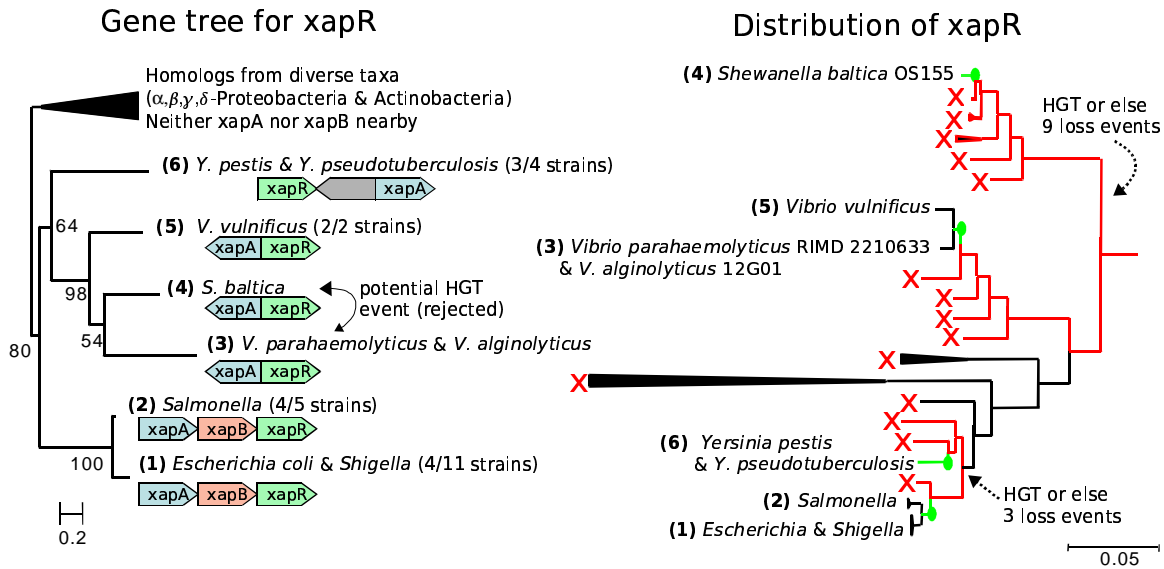 Gene tree for xapR
Homologs from diverse taxa
(α,β,γ,δ-Proteobacteria & Actinobacteria)
Neither xapA nor xapB nearby
(6) Y. pestis & Y. pseudotuberculosis (3/4 strains)
xapR xapA
64
(5) V. vulnificus (2/2 strains)
xapA xapR
98
(4) S. baltica
xapA xapR
potential HGT
event (rejected)
54
(3) V. parahaemolyticus & V. alginolyticus
xapA xapR
80
(2) Salmonella (4/5 strains)
xapA xapB xapR
100
(1) Escherichia coli & Shigella (4/11 strains)
xapA xapB xapR
0.2
Distribution of xapR
(4) Shewanella baltica OS155
X
X
X
X
X
HGT or else
9 loss events
(5) Vibrio vulnificus
(3) Vibrio parahaemolyticus RIMD 2210633
& V. alginolyticus 12G01
X
X
X
X
X
X
X
X
X
(6) Yersinia pestis
& Y. pseudotuberculosis
X
(2) Salmonella
(1) Escherichia & Shigella
HGT or else
3 loss events
0.05